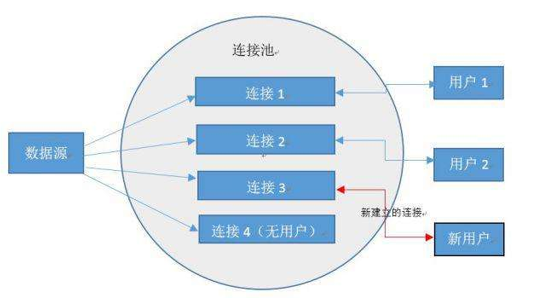 连接池
连接 1
用户 1
连接 2
数据源
用户 2
连接 3
新建立的连接
连接 4（无用户）
新用户